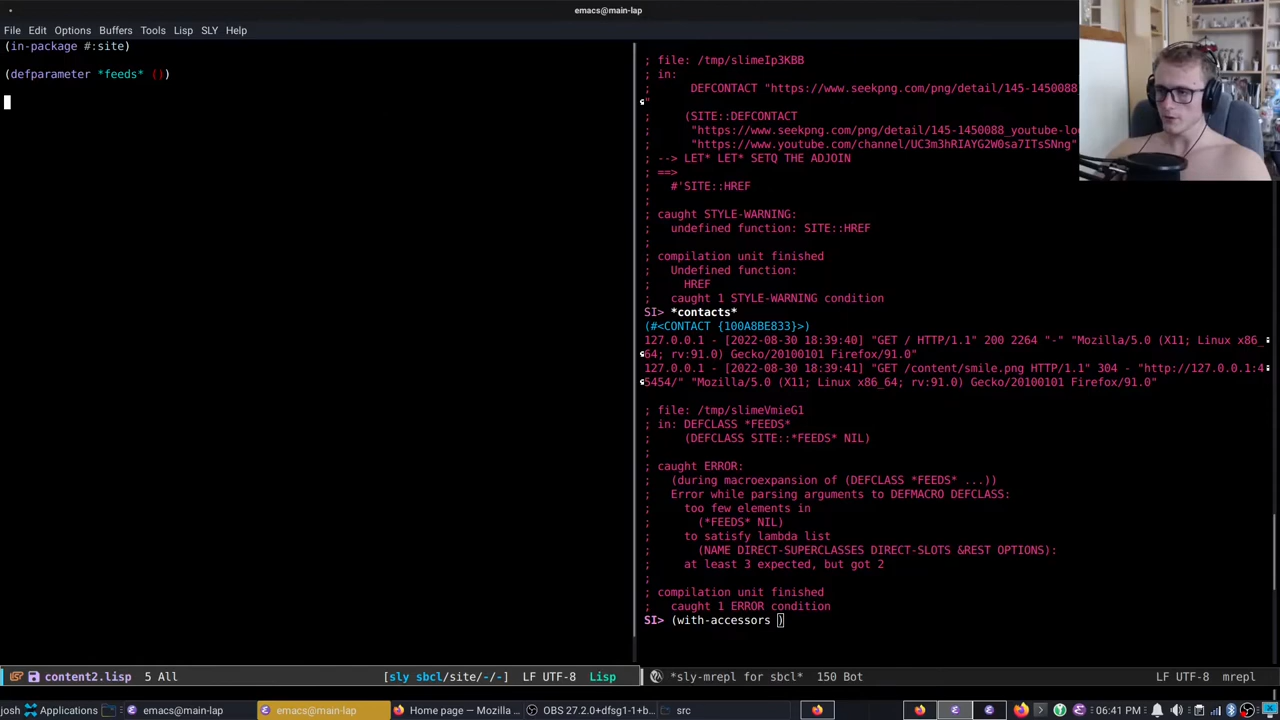 emacs@main-lap
File Edit Options Buffers Tools Lisp SLY Help
(in-package #:site)
(defparameter *feeds* ())
; file: /tmp/slimeIp3KBB
; in:
; DEFCONTACT "https://www.seekpng.com/png/detail/145-1450088
"
; (SITE::DEFCONTACT
; "https://www.seekpng.com/png/detail/145-1450088_youtube-lo
; "https://www.youtube.com/channel/UC3m3hRIAYG2W0sa7ITsSNng"
; --> LET* LET* SETQ THE ADJOIN
; ==>
; #'SITE::HREF
;
; caught STYLE-WARNING:
; undefined function: SITE::HREF
;
; compilation unit finished
; Undefined function:
; HREF
; caught 1 STYLE-WARNING condition
SI> *contacts*
(#<CONTACT {100A8BE833}>)
127.0.0.1 - [2022-08-30 18:39:40] "GET / HTTP/1.1" 200 2264 "-" "Mozilla/5.0 (X11; Linux x86_
64; rv:91.0) Gecko/20100101 Firefox/91.0"
127.0.0.1 - [2022-08-30 18:39:41] "GET /content/smile.png HTTP/1.1" 304 - "http://127.0.0.1:4
5454/" "Mozilla/5.0 (X11; Linux x86_64; rv:91.0) Gecko/20100101 Firefox/91.0"
; file: /tmp/slimeVmieG1
; in: DEFCLASS *FEEDS*
; (DEFCLASS SITE::*FEEDS* NIL)
;
; caught ERROR:
; (during macroexpansion of (DEFCLASS *FEEDS* ...))
; Error while parsing arguments to DEFMACRO DEFCLASS:
; too few elements in
; (*FEEDS* NIL)
; to satisfy lambda list
; (NAME DIRECT-SUPERCLASSES DIRECT-SLOTS &REST OPTIONS):
; at least 3 expected, but got 2
;
; compilation unit finished
; caught 1 ERROR condition
SI> (with-accessors )
content2.lisp 5 All [sly sbcl/site/-/-] LF UTF-8 Lisp
*sly-mrepl for sbcl* 150 Bot LF UTF-8 mrepl
josh Applications emacs@main-lap emacs@main-lap Home page — Mozilla ... OBS 27.2.0+dfsg1-1~b... src 06:41 PM